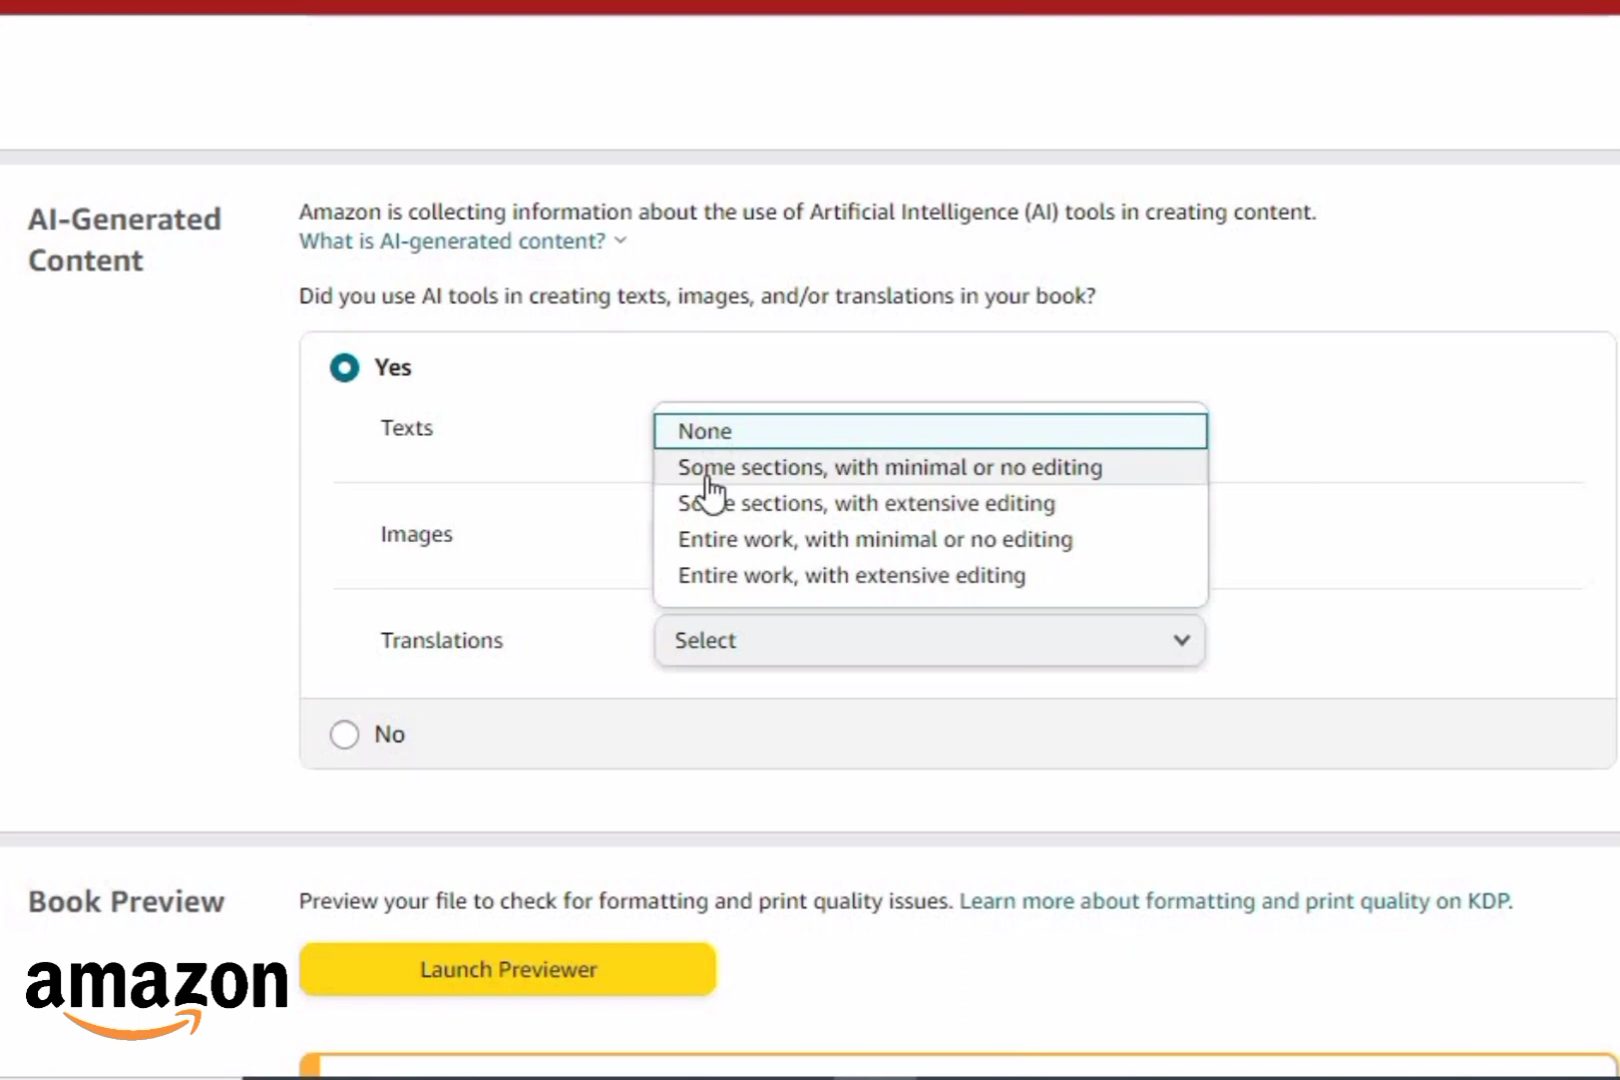 AI-Generated
Content
Amazon is collecting information about the use of Artificial Intelligence (AI) tools in creating content.
What is AI-generated content?
Did you use AI tools in creating texts, images, and/or translations in your book?
Yes
Texts
None
Some sections, with minimal or no editing
Some sections, with extensive editing
Images
Entire work, with minimal or no editing
Entire work, with extensive editing
Translations
Select
No
Book Preview
Preview your file to check for formatting and print quality issues. Learn more about formatting and print quality on KDP.
Launch Previewer
amazon